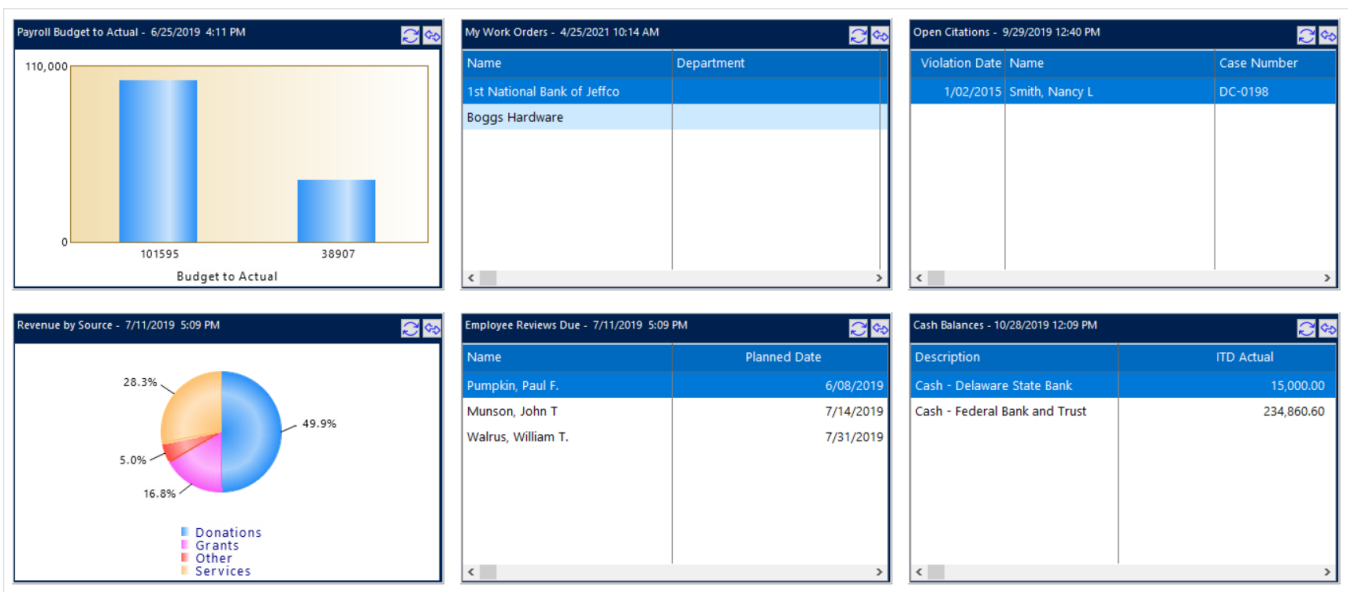 Payroll Budget to Actual - 6/25/2019 4:11 PM
110,000
0
101595 38907
Budget to Actual
My Work Orders - 4/25/2021 10:14 AM
Name Department
1st National Bank of Jeffco
Boggs Hardware
Open Citations - 9/29/2019 12:40 PM
Violation Date Name Case Number
1/02/2015 Smith, Nancy L DC-0198
Revenue by Source - 7/11/2019 5:09 PM
28.3%
49.9%
5.0%
16.8%
Donations
Grants
Other
Services
Employee Reviews Due - 7/11/2019 5:09 PM
Name Planned Date
Pumpkin, Paul F. 6/08/2019
Munson, John T 7/14/2019
Walrus, William T. 7/31/2019
Cash Balances - 10/28/2019 12:09 PM
Description ITD Actual
Cash - Delaware State Bank 15,000.00
Cash - Federal Bank and Trust 234,860.60